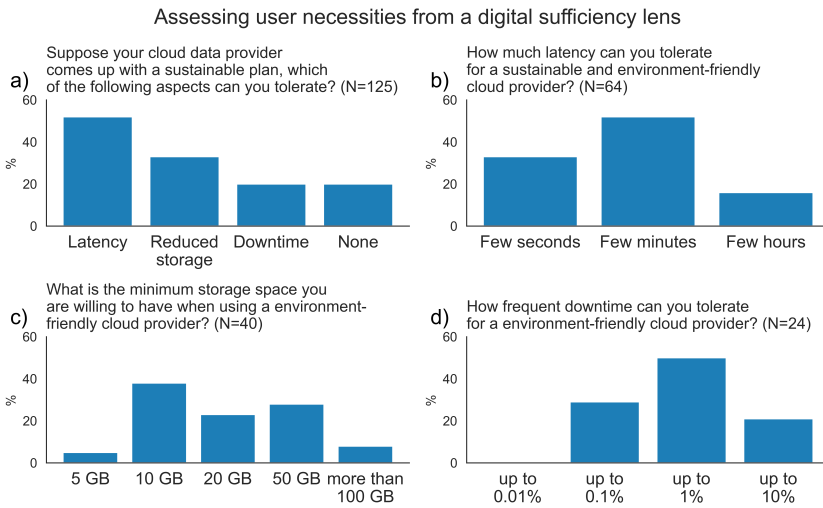 Assessing user necessities from a digital sufficiency lens
a)
Suppose your cloud data provider
comes up with a sustainable plan, which
of the following aspects can you tolerate? (N=125)
60
40
20
0
%
Latency
Reduced
storage
Downtime
None
b)
How much latency can you tolerate
for a sustainable and environment-friendly
cloud provider? (N=64)
60
40
20
0
%
Few seconds
Few minutes
Few hours
c)
What is the minimum storage space you
are willing to have when using a environment-
friendly cloud provider? (N=40)
60
40
20
0
%
5 GB
10 GB
20 GB
50 GB
more than
100 GB
d)
How frequent downtime can you tolerate
for a environment-friendly cloud provider? (N=24)
60
40
20
0
%
up to
0.01%
up to
0.1%
up to
1%
up to
10%